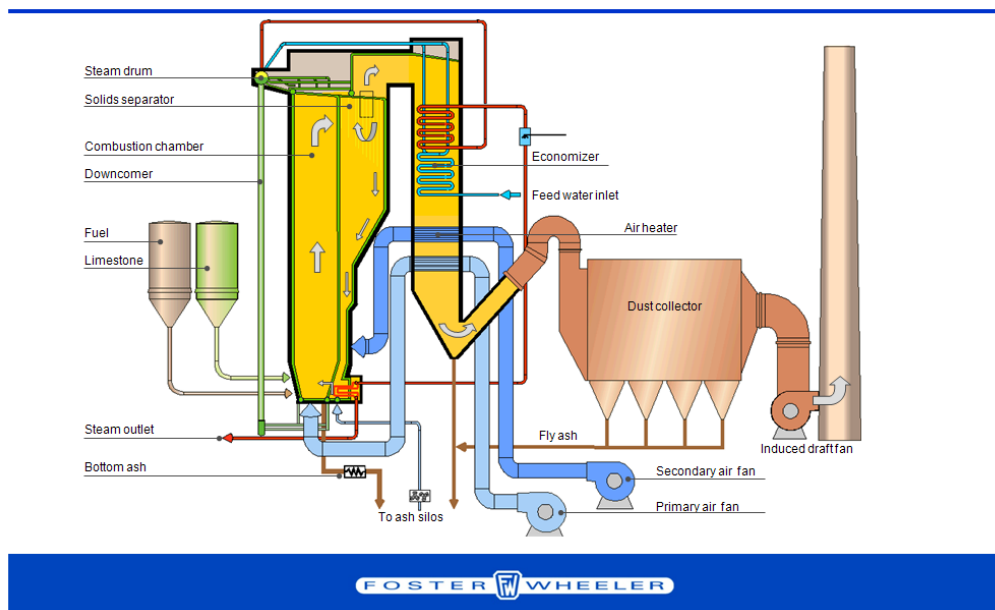 Steam drum
Solids separator
Combustion chamber
Downcomer
Fuel
Limestone
Steam outlet
Bottom ash
To ash silos
Economizer
Feed water inlet
Air heater
Dust collector
Fly ash
Induced draft fan
Secondary air fan
Primary air fan
FOSTER FW WHEELER